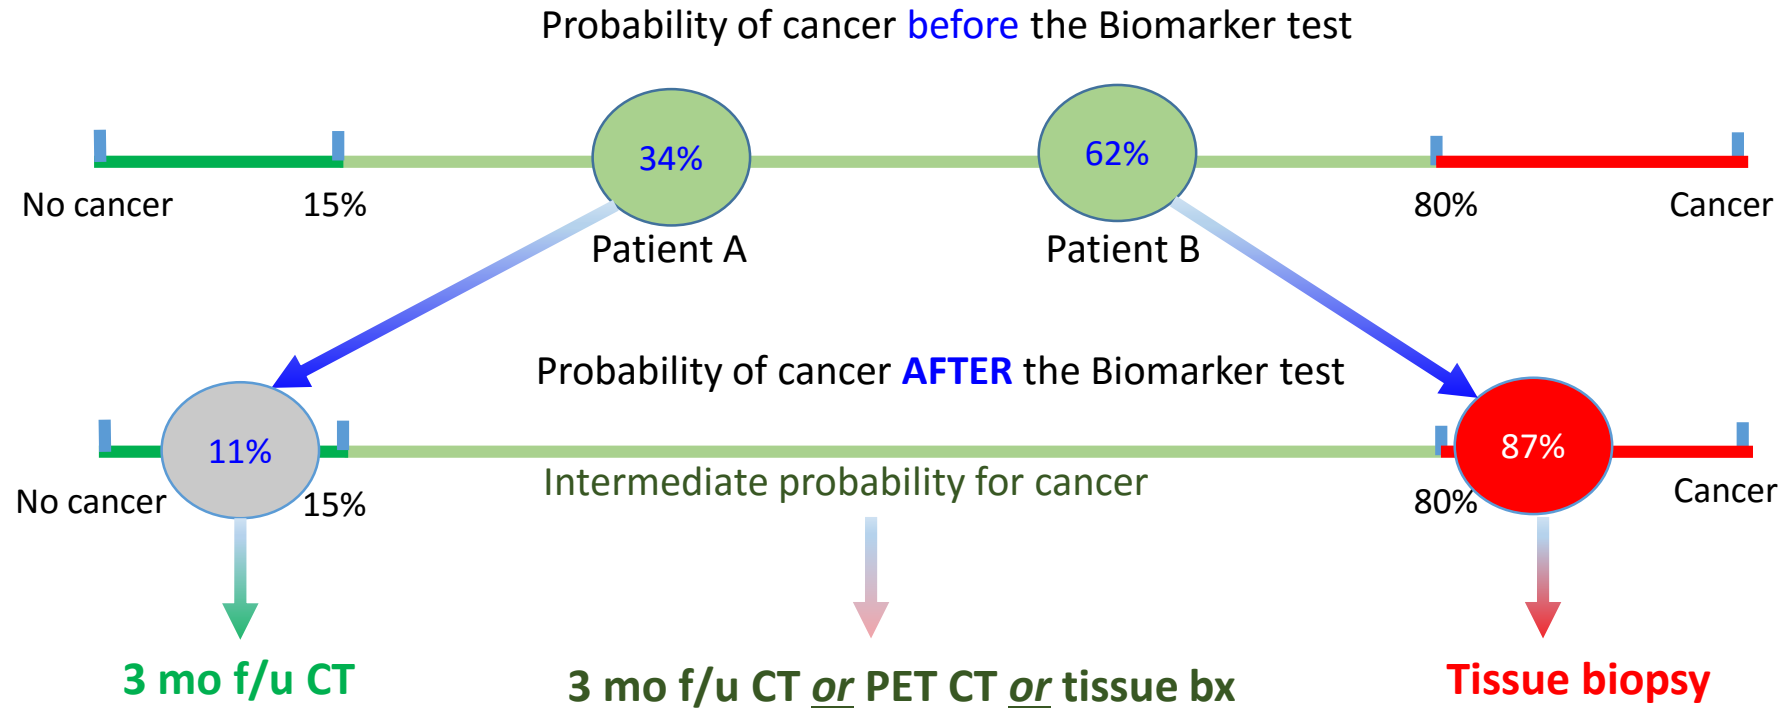 Probability of cancer before the Biomarker test
34%
62%
No cancer
15%
80%
Cancer
Patient A
Patient B
Probability of cancer AFTER the Biomarker test
11%
87%
No cancer
15%
Intermediate probability for cancer
80%
Cancer
3 mo f/u CT
3 mo f/u CT or PET CT or tissue bx
Tissue biopsy